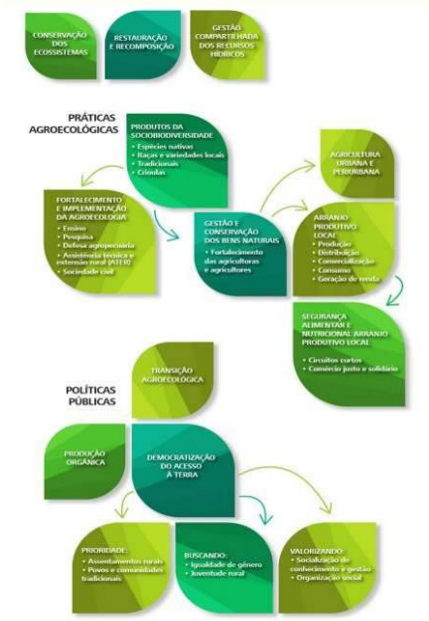 CONSERVAÇÃO
DOS
ECOSSISTEMAS
RESTAURAÇÃO
E RECOMPOSIÇÃO
GESTÃO
COMPARTILHADA
DOS RECURSOS
HÍDRICOS
PRÁTICAS
AGROECOLÓGICAS
PRODUTOS DA
SOCIOBIODIVERSIDADE
• Espécies nativas
• Raças e variedades locais
• Tradicionais
• Crioulas
FORTALECIMENTO
E IMPLEMENTAÇÃO
DA AGROECOLOGIA
• Ensino
• Pesquisa
• Defesa agropecuária
• Assistência técnica e
extensão rural (ATER)
• Sociedade civil
GESTÃO E
CONSERVAÇÃO
DOS BENS NATURAIS
• Fortalecimento
das agricultoras
e agricultores
AGRICULTURA
URBANA E
PERIURBANA
ARRANJO
PRODUTIVO
LOCAL
• Produção
• Distribuição
• Comercialização
• Consumo
• Geração de renda
SEGURANÇA
ALIMENTAR E
NUTRICIONAL ARRANJO
PRODUTIVO LOCAL
• Circuitos curtos
• Comércio justo e solidário
POLÍTICAS
PÚBLICAS
TRANSIÇÃO
AGROECOLÓGICA
PRODUÇÃO
ORGÂNICA
DEMOCRATIZAÇÃO
DO ACESSO
À TERRA
PRIORIDADE:
• Assentamentos rurais
• Povos e comunidades
tradicionais
BUSCANDO:
• Igualdade de gênero
• Juventude rural
VALORIZANDO:
• Socialização de
conhecimento e gestão
• Organização social